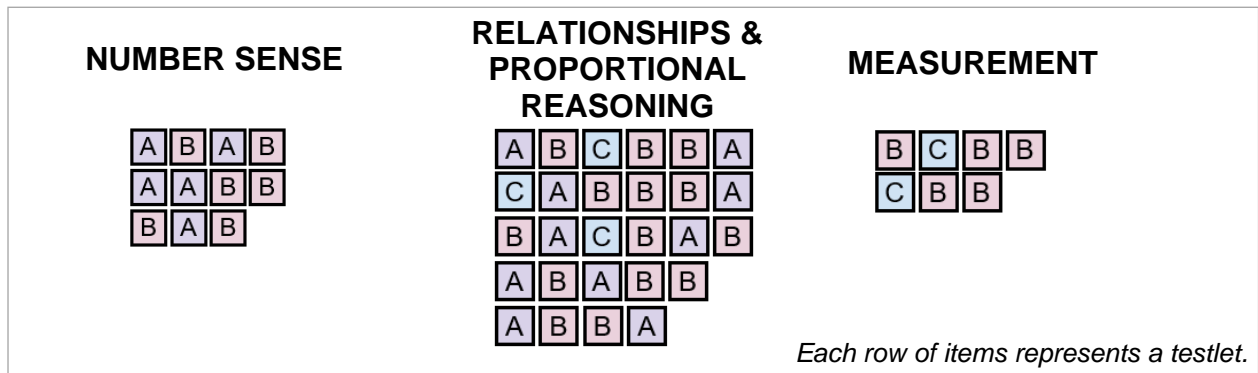 NUMBER SENSE
A B A B
A A B B
B A B
RELATIONSHIPS &
PROPORTIONAL
REASONING
A B C B B A
C A B B B A
B A C B A B
A B A B B
A B B A
MEASUREMENT
B C B B
C B B
Each row of items represents a testlet.